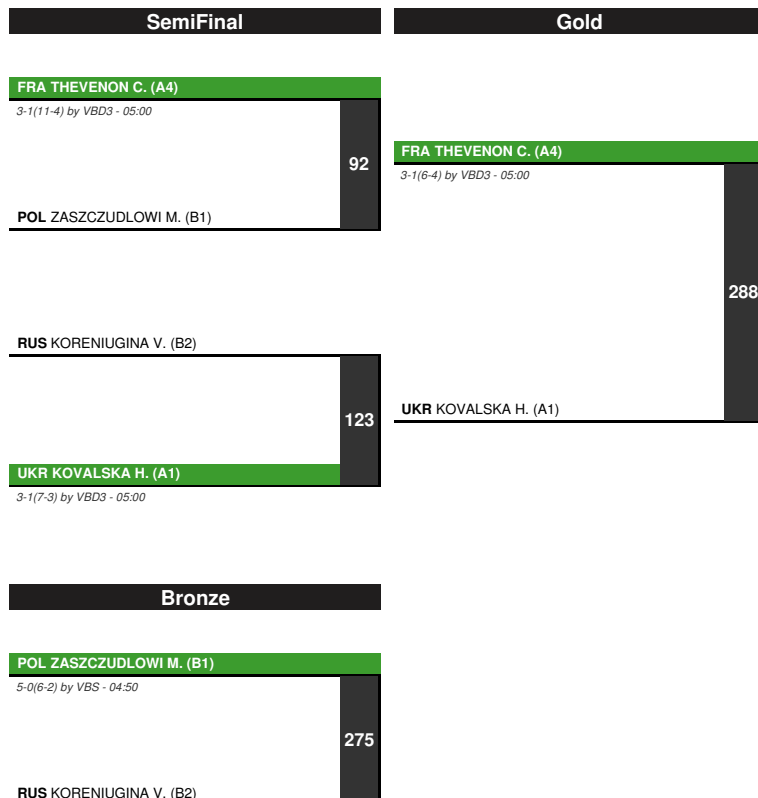 SemiFinal
Gold
FRA THEVENON C. (A4)
3-1(11-4) by VBD3 - 05:00
92
FRA THEVENON C. (A4)
3-1(6-4) by VBD3 - 05:00
POL ZASZCZUDLOWI M. (B1)
288
RUS KORENIUGINA V. (B2)
123
UKR KOVALSKA H. (A1)
UKR KOVALSKA H. (A1)
3-1(7-3) by VBD3 - 05:00
Bronze
POL ZASZCZUDLOWI M. (B1)
5-0(6-2) by VBS - 04:50
275
RUS KORENIUGINA V. (B2)